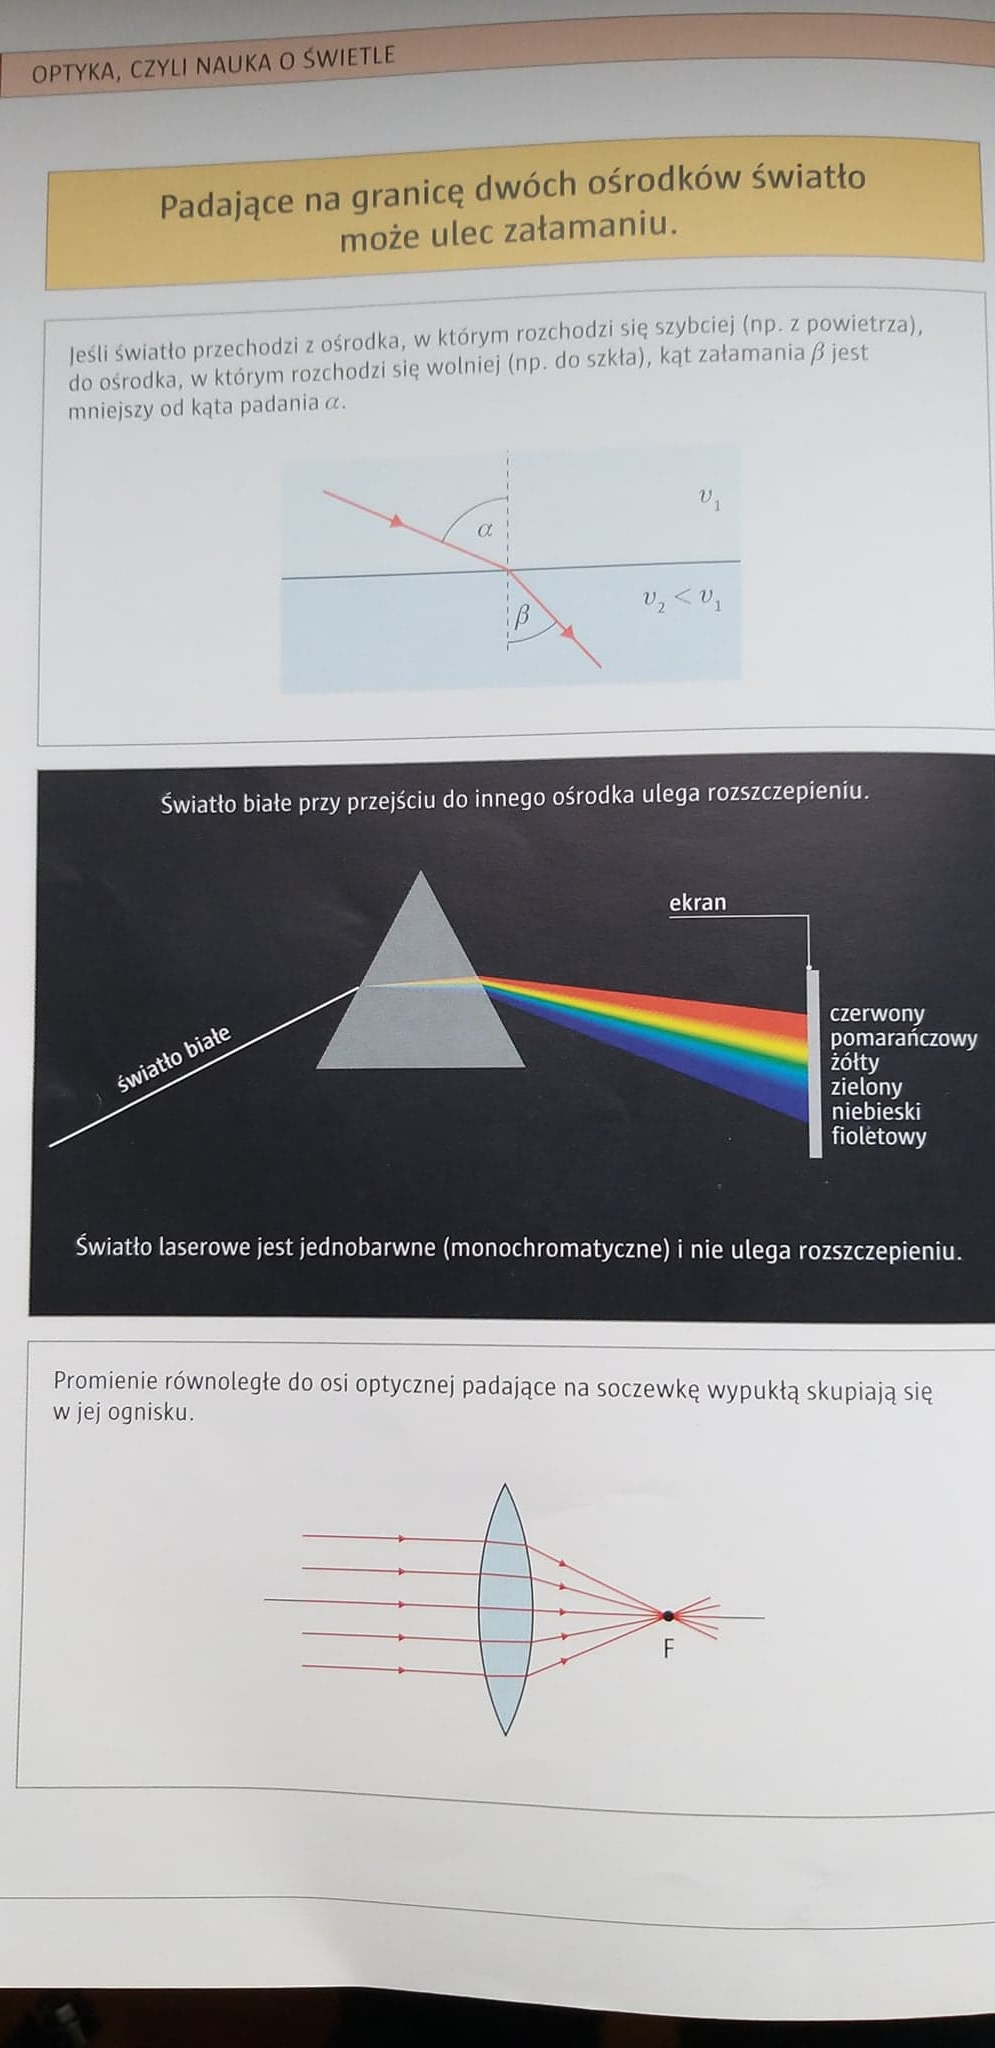 OPTYKA, CZYLI NAUKA O ŚWIETLE
Padające na granicę dwóch ośrodków światło
może ulec załamaniu.
Jeśli światło przechodzi z ośrodka, w którym rozchodzi się szybciej (np. z powietrza),
do ośrodka, w którym rozchodzi się wolniej (np. do szkła), kąt załamania β jest
mniejszy od kąta padania α.
α
υ₁
β
υ₂ < υ₁
Światło białe przy przejściu do innego ośrodka ulega rozszczepieniu.
ekran
światło białe
czerwony
pomarańczowy
żółty
zielony
niebieski
fioletowy
Światło laserowe jest jednobarwne (monochromatyczne) i nie ulega rozszczepieniu.
Promienie równoległe do osi optycznej padające na soczewkę wypukłą skupiają się
w jej ognisku.
F